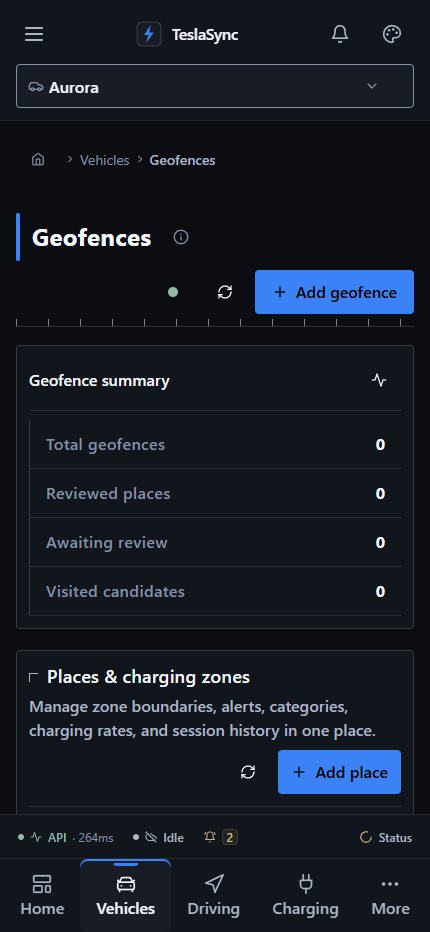 TeslaSync
Aurora
Vehicles
Geofences
Geofences
Add geofence
Geofence summary
Total geofences 0
Reviewed places 0
Awaiting review 0
Visited candidates 0
Places & charging zones
Manage zone boundaries, alerts, categories,
charging rates, and session history in one place.
Add place
API · 264ms Idle 2 Status
Home Vehicles Driving Charging More